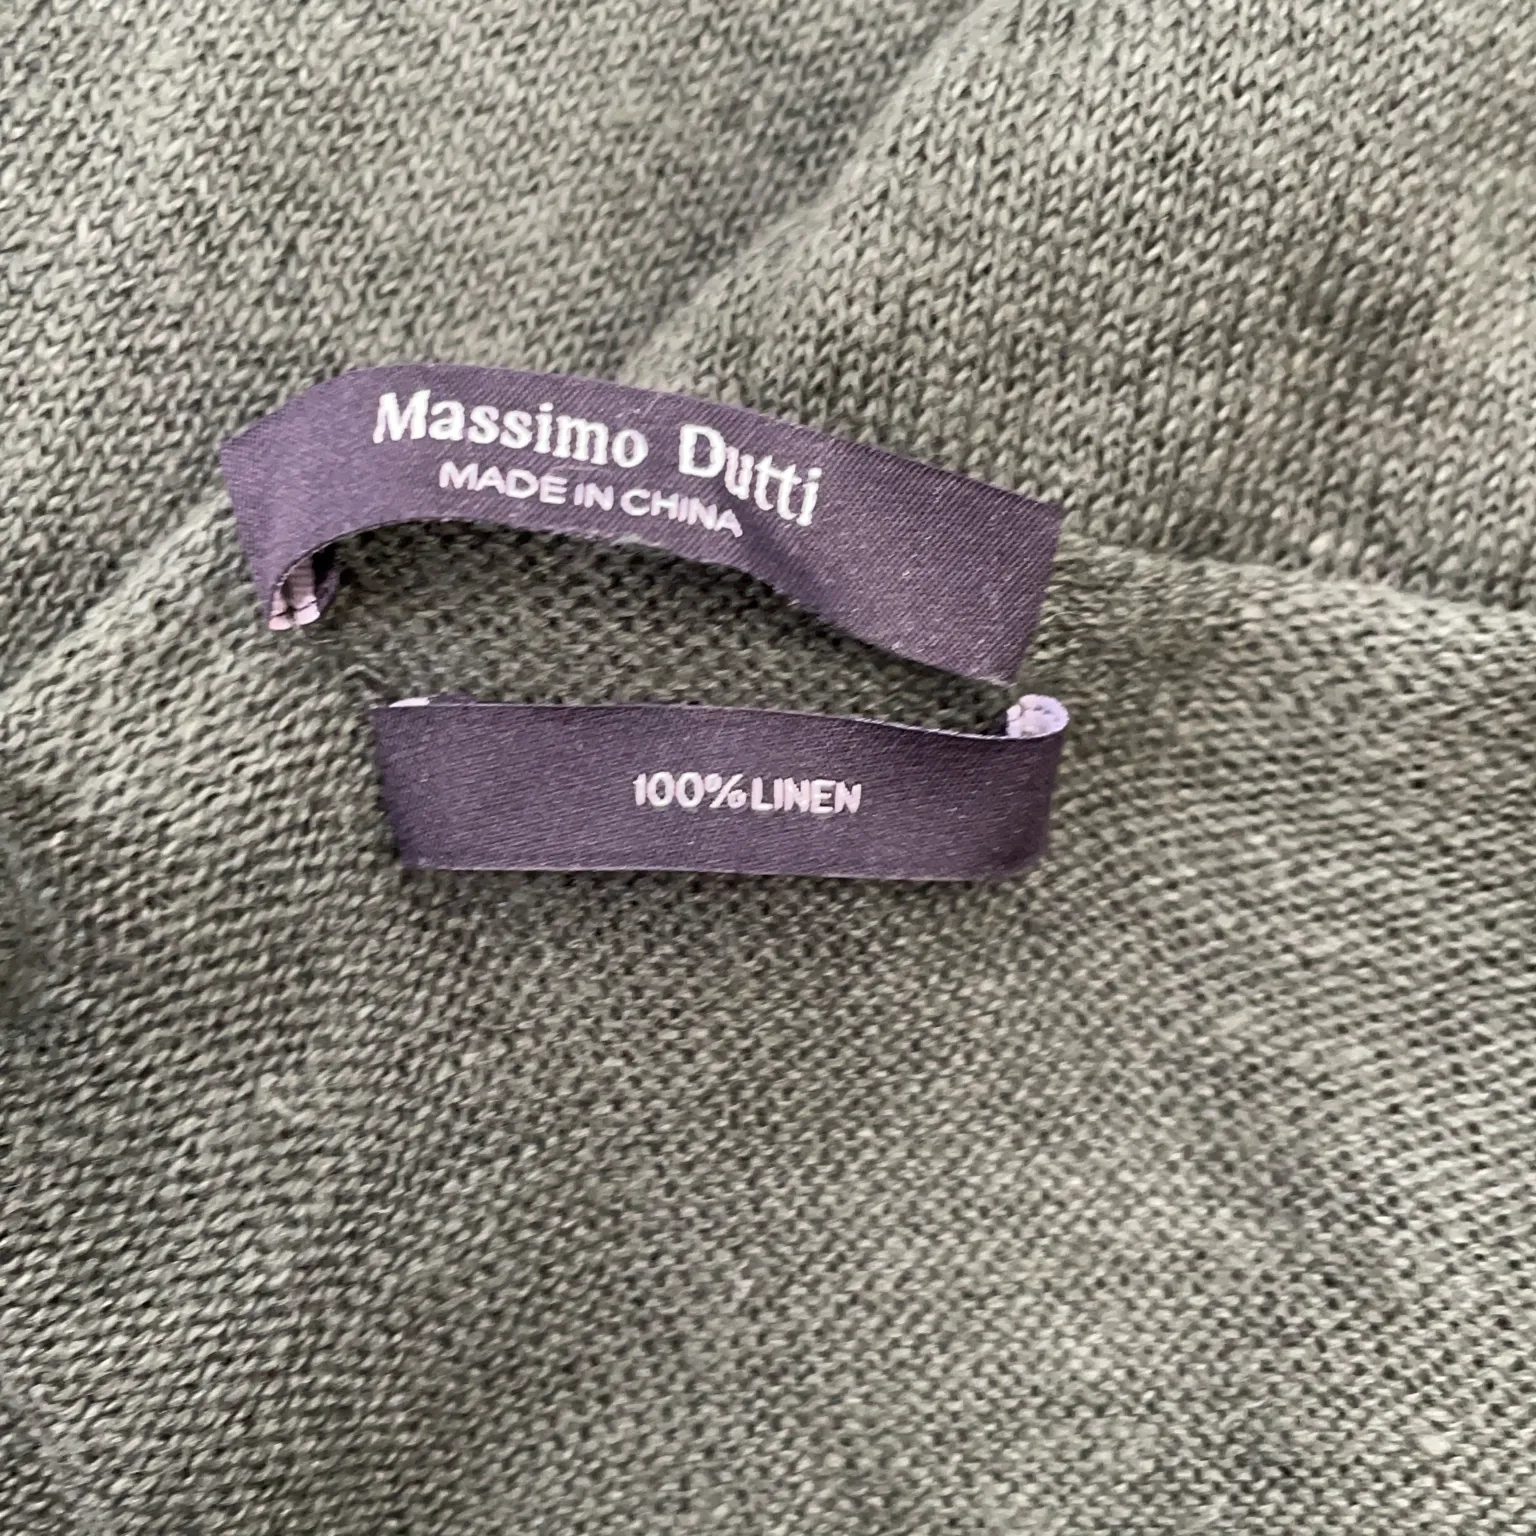 Massimo Dutti
MADE IN CHINA
100% LINEN